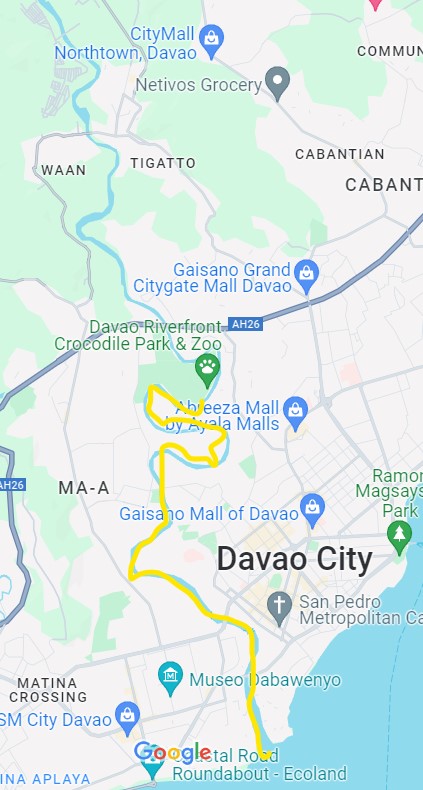 CityMall
Northtown, Davao
COMMUN
Netivos Grocery
TIGATTO
CABANTIAN
WAAN
CABANT
Gaisano Grand
Citygate Mall Davao
AH26
Davao Riverfront
Crocodile Park & Zoo
Abreeza Mall
by Ayala Malls
Ramon
Magsays
Park
AH26
MA-A
Gaisano Mall of Davao
Davao City
San Pedro
Metropolitan Ca
Museo Dabawenyo
MATINA
CROSSING
SM City Davao
Google
Coastal Road
Roundabout - Ecoland
INA APLAYA